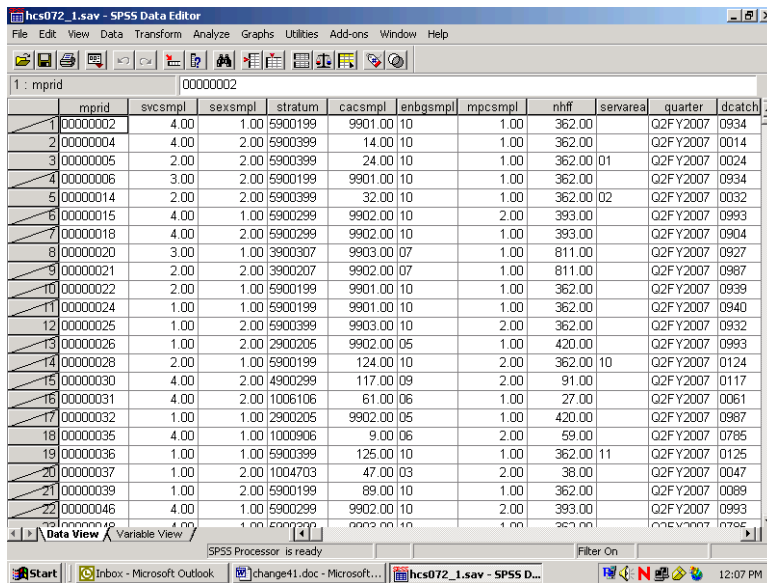 hcs072_1.sav - SPSS Data Editor
File Edit View Data Transform Analyze Graphs Utilities Add-ons Window Help
1 : mprid 00000002
mprid svcsmpl sexsmpl stratum cacsmpl enbgsmpl mpcsmpl nhff servarea quarter dcatch
1 00000002 4.00 1.00 5900199 9901.00 10 1.00 362.00 Q2FY2007 0934
2 00000004 4.00 2.00 5900399 14.00 10 1.00 362.00 Q2FY2007 0014
3 00000005 2.00 2.00 5900399 24.00 10 1.00 362.00 01 Q2FY2007 0024
4 00000006 3.00 2.00 5900199 9901.00 10 1.00 362.00 Q2FY2007 0934
5 00000014 2.00 2.00 5900399 32.00 10 1.00 362.00 02 Q2FY2007 0032
6 00000015 4.00 1.00 5900299 9902.00 10 2.00 393.00 Q2FY2007 0993
7 00000018 4.00 2.00 5900299 9902.00 10 1.00 393.00 Q2FY2007 0904
8 00000020 3.00 1.00 3900307 9903.00 07 1.00 811.00 Q2FY2007 0927
9 00000021 2.00 2.00 3900207 9902.00 07 1.00 811.00 Q2FY2007 0987
10 00000022 2.00 1.00 5900199 9901.00 10 1.00 362.00 Q2FY2007 0939
11 00000024 1.00 1.00 5900199 9901.00 10 1.00 362.00 Q2FY2007 0940
12 00000025 1.00 2.00 5900399 9903.00 10 2.00 362.00 Q2FY2007 0932
13 00000026 1.00 2.00 2900205 9902.00 05 1.00 420.00 Q2FY2007 0993
14 00000028 2.00 1.00 5900199 124.00 10 2.00 362.00 10 Q2FY2007 0124
15 00000030 4.00 2.00 4900299 117.00 09 2.00 91.00 Q2FY2007 0117
16 00000031 4.00 2.00 1006106 61.00 06 1.00 27.00 Q2FY2007 0061
17 00000032 1.00 1.00 2900205 9902.00 05 1.00 420.00 Q2FY2007 0987
18 00000035 4.00 1.00 1000906 9.00 06 2.00 59.00 Q2FY2007 0785
19 00000036 1.00 1.00 5900399 125.00 10 1.00 362.00 11 Q2FY2007 0125
20 00000037 1.00 2.00 1004703 47.00 03 2.00 38.00 Q2FY2007 0047
21 00000039 1.00 2.00 5900199 89.00 10 1.00 362.00 Q2FY2007 0089
22 00000046 4.00 1.00 5900299 9902.00 10 2.00 393.00 Q2FY2007 0993
Data View Variable View
SPSS Processor is ready Filter On
Start Inbox - Microsoft Outlook change41.doc - Microsoft... hcs072_1.sav - SPSS D... 12:07 PM